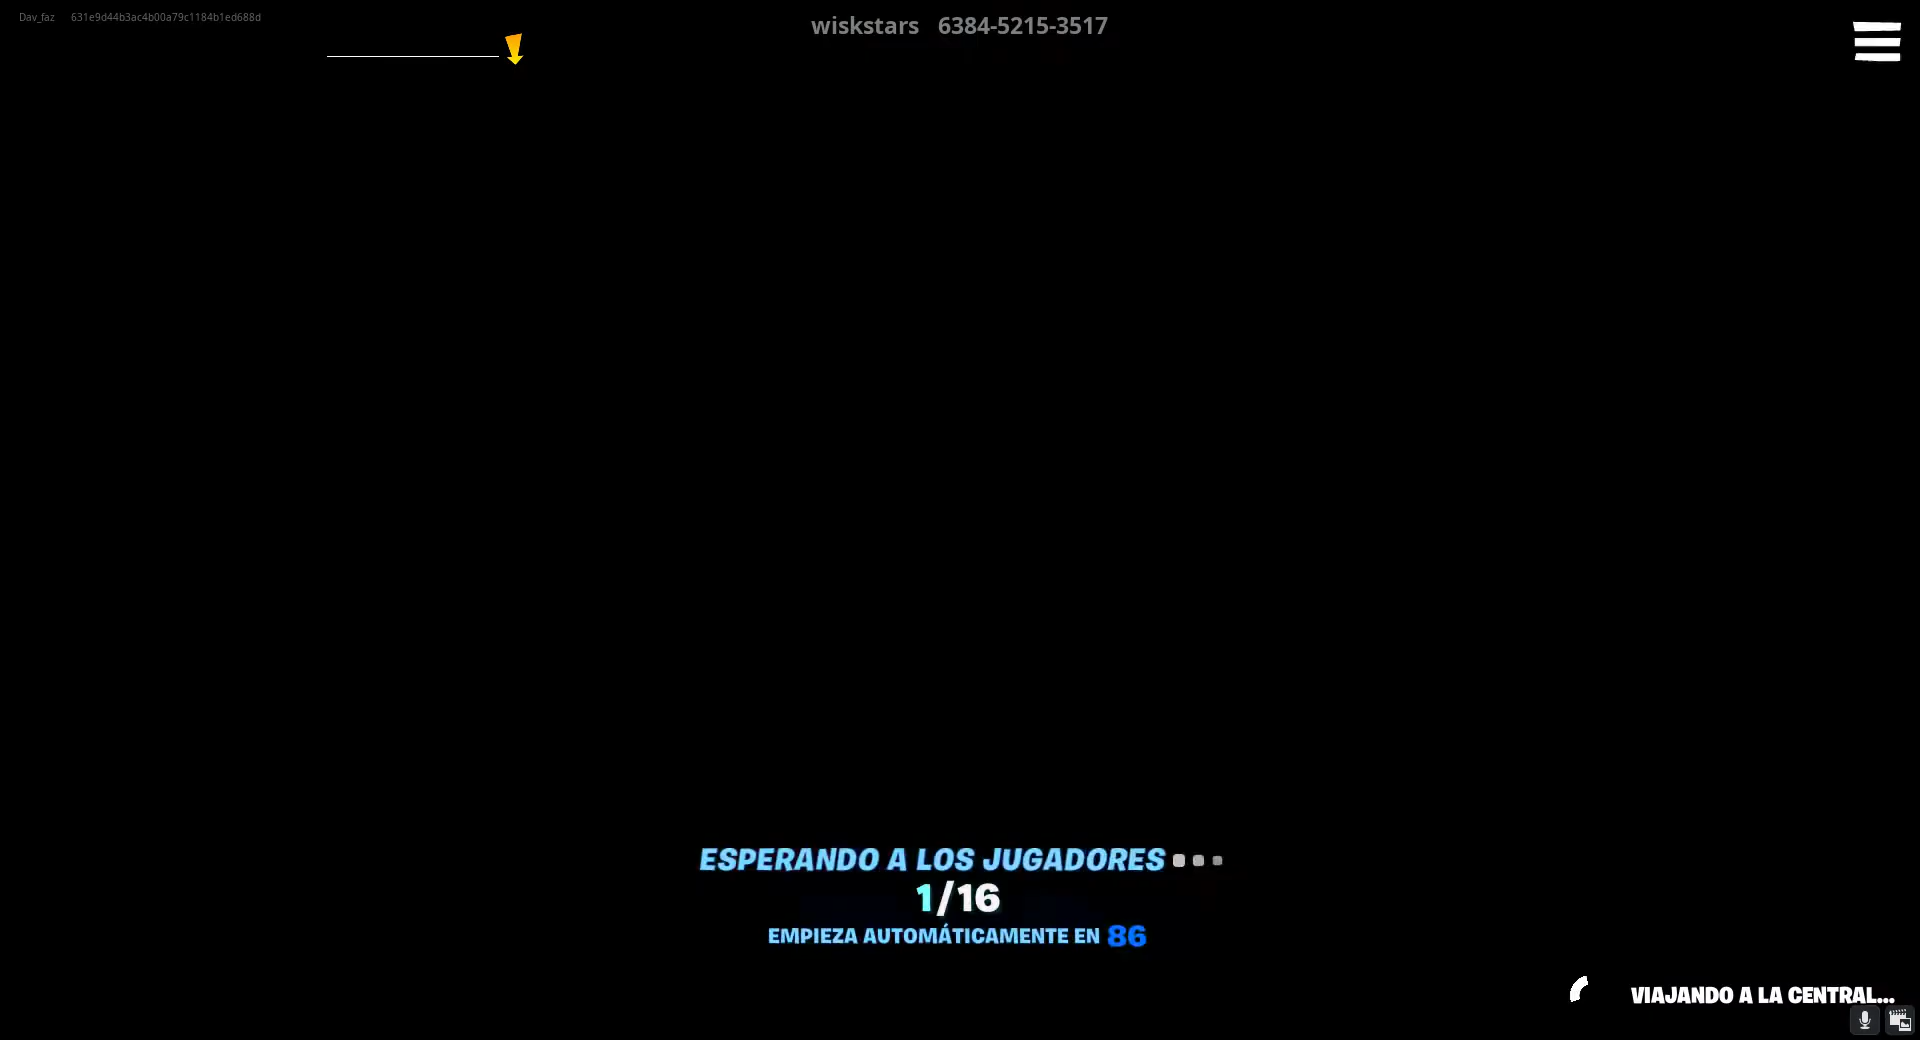 Dav_faz 631e9d44b3ac4b00a79c1184b1ed688d
wiskstars 6384-5215-3517
ESPERANDO A LOS JUGADORES
1/16
EMPIEZA AUTOMÁTICAMENTE EN 86
VIAJANDO A LA CENTRAL...